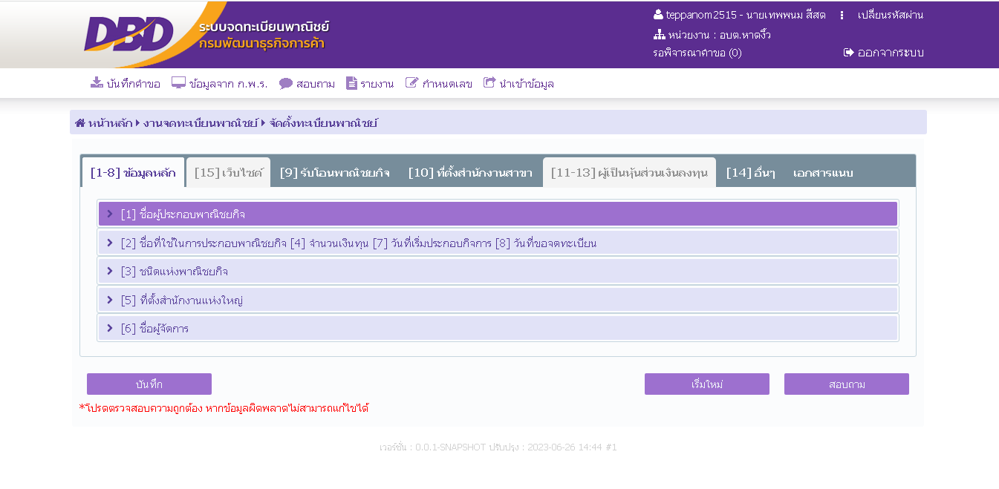 DBD ระบบจดทะเบียนพาณิชย์
กรมพัฒนาธุรกิจการค้า
teppanom2515 - นายเทพพนม สีสด เปลี่ยนรหัสผ่าน
หน่วยงาน : อบต.หาดงิ้ว
รอพิจารณาคำขอ (0) ออกจากระบบ
บันทึกคำขอ ข้อมูลจาก ก.พ.ร. สอบถาม รายงาน กำหนดเลข นำเข้าข้อมูล
หน้าหลัก งานจดทะเบียนพาณิชย์ จัดตั้งทะเบียนพาณิชย์
[1-8] ข้อมูลหลัก [15] เว็บไซต์ [9] รับโอนพาณิชยกิจ [10] ที่ตั้งสำนักงานสาขา [11-13] ผู้เป็นหุ้นส่วนเงินลงทุน [14] อื่นๆ เอกสารแนบ
[1] ชื่อผู้ประกอบพาณิชยกิจ
[2] ชื่อที่ใช้ในการประกอบพาณิชยกิจ [4] จำนวนเงินทุน [7] วันที่เริ่มประกอบกิจการ [8] วันที่ขอจดทะเบียน
[3] ชนิดแห่งพาณิชยกิจ
[5] ที่ตั้งสำนักงานแห่งใหญ่
[6] ชื่อผู้จัดการ
บันทึก เริ่มใหม่ สอบถาม
*โปรดตรวจสอบความถูกต้อง หากข้อมูลผิดพลาดไม่สามารถแก้ไขได้
เวอร์ชั่น : 0.0.1-SNAPSHOT ปรับปรุง : 2023-06-26 14:44 #1